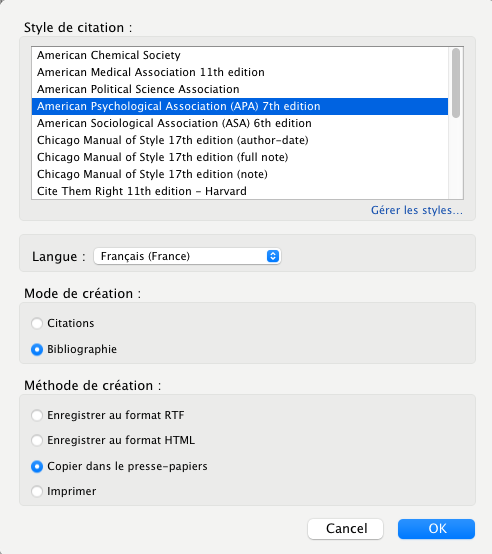 Style de citation :
American Chemical Society
American Medical Association 11th edition
American Political Science Association
American Psychological Association (APA) 7th edition
American Sociological Association (ASA) 6th edition
Chicago Manual of Style 17th edition (author-date)
Chicago Manual of Style 17th edition (full note)
Chicago Manual of Style 17th edition (note)
Cite Them Right 11th edition - Harvard
Gérer les styles...
Langue : Français (France)
Mode de création :
Citations
Bibliographie
Méthode de création :
Enregistrer au format RTF
Enregistrer au format HTML
Copier dans le presse-papiers
Imprimer
Cancel OK